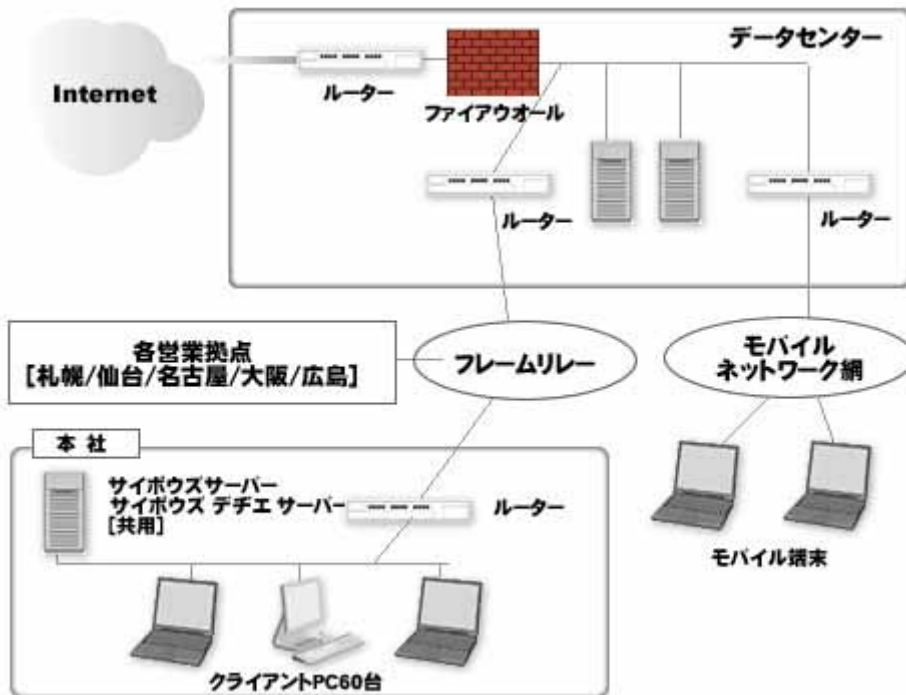 データセンター
Internet
ルーター
ファイアウオール
ルーター
ルーター
各営業拠点
[札幌/仙台/名古屋/大阪/広島]
フレームリレー
モバイル
ネットワーク網
本 社
サイボウズサーバー
サイボウズ デヂエ サーバー
[共用]
ルーター
モバイル端末
クライアントPC60台